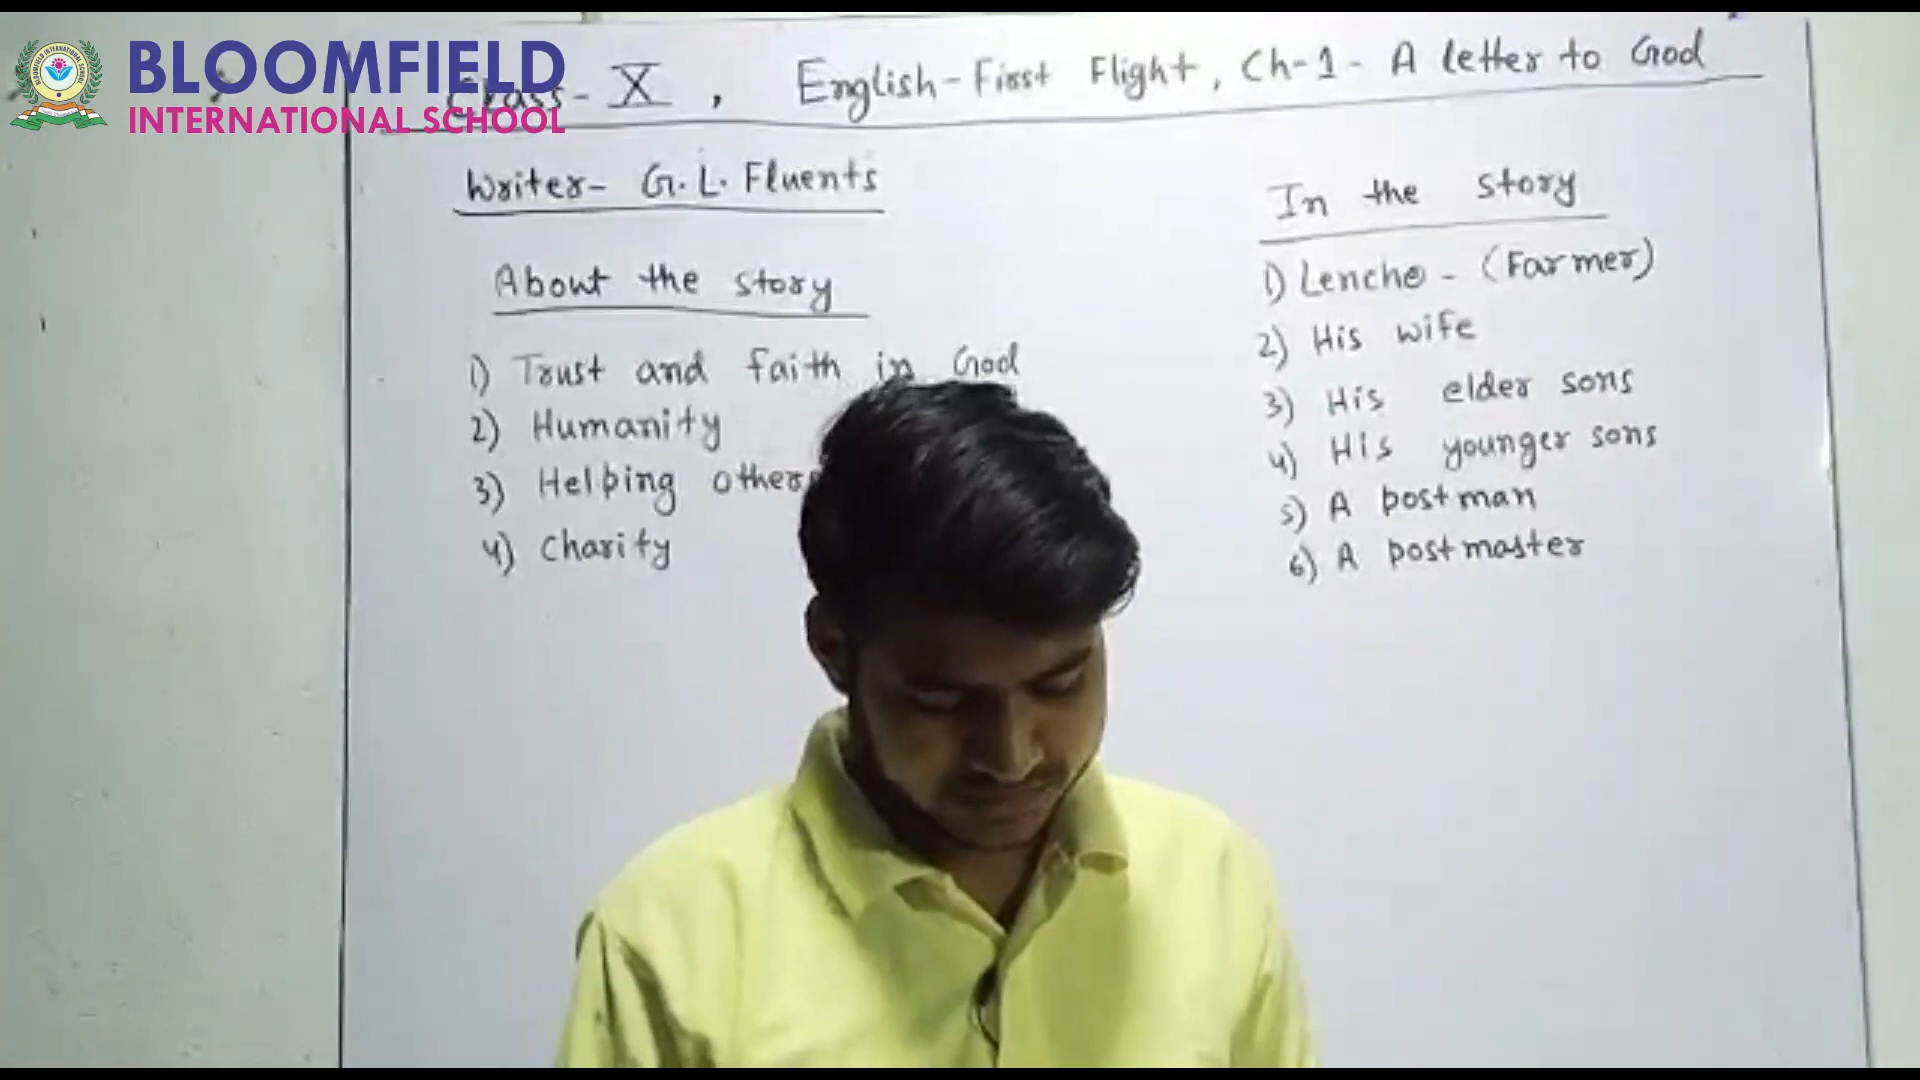 BLOOMFIELD
INTERNATIONAL SCHOOL
Class - X, English - First Flight, Ch-1 - A letter to God
Writer - G. L. Fluents
About the story
1) Trust and faith in God
2) Humanity
3) Helping others
4) Charity
In the story
1) Lencho - (Farmer)
2) His wife
3) His elder sons
4) His younger sons
5) A postman
6) A postmaster